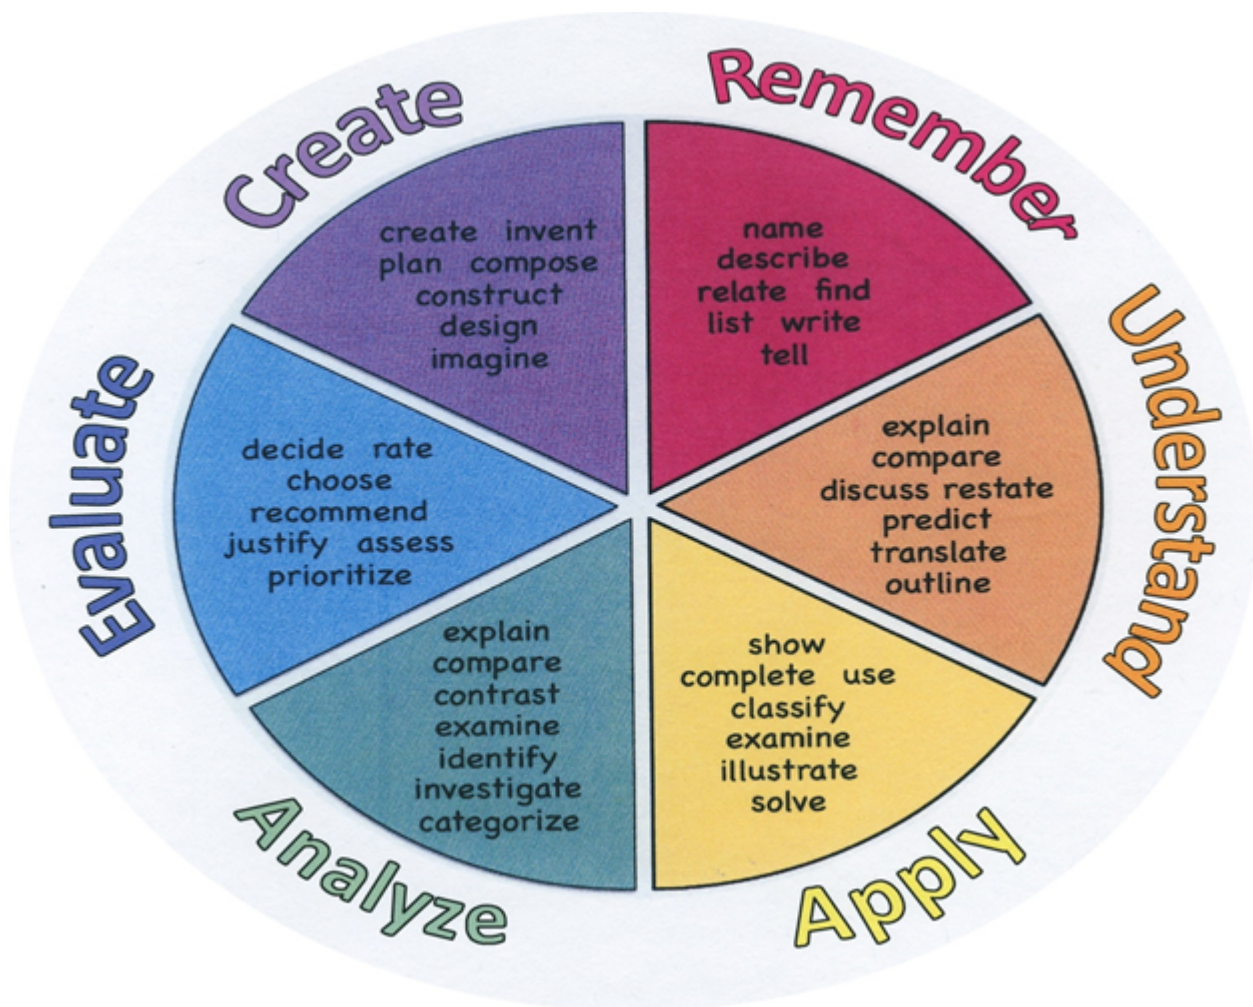 Remember
name
describe
relate find
list write
tell
Understand
explain
compare
discuss restate
predict
translate
outline
Apply
show
complete use
classify
examine
illustrate
solve
Analyze
explain
compare
contrast
examine
identify
investigate
categorize
Evaluate
decide rate
choose
recommend
justify assess
prioritize
Create
create invent
plan compose
construct
design
imagine